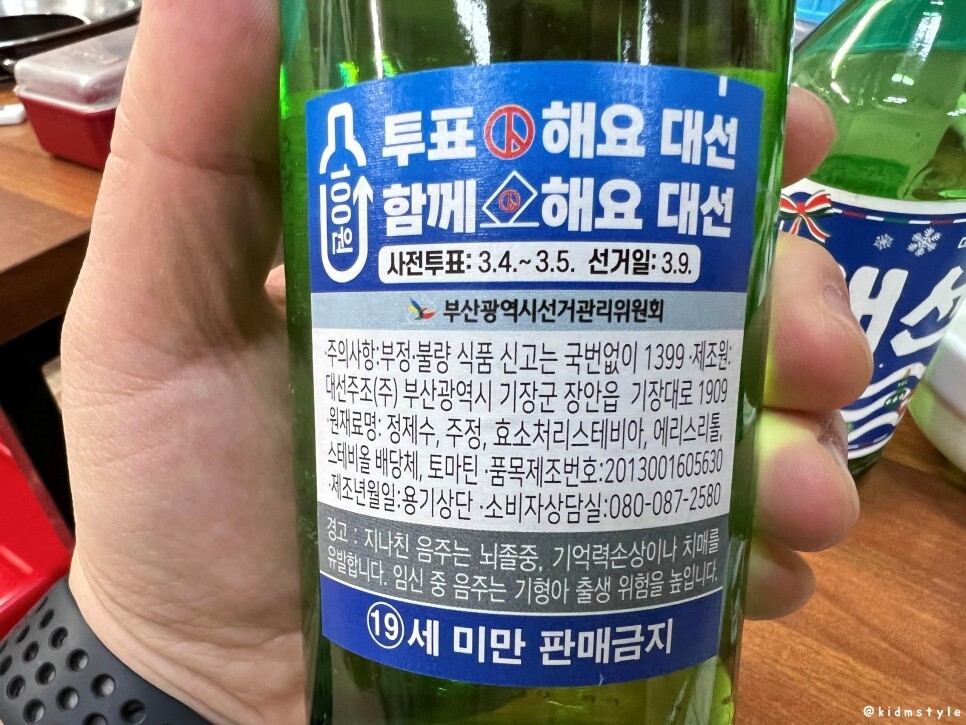 투표 해요 대선
함께 해요 대선
100원
사전투표: 3.4.~3.5. 선거일: 3.9.
부산광역시선거관리위원회
·주의사항:부정·불량 식품 신고는 국번없이 1399 ·제조원:
대선주조(주) 부산광역시 기장군 장안읍 기장대로 1909
·원재료명: 정제수, 주정, 효소처리스테비아, 에리스리톨,
스테비올 배당체, 토마틴 ·품목제조번호:2013001605630
·제조년월일:용기상단 ·소비자상담실:080-087-2580
경고 : 지나친 음주는 뇌졸중, 기억력손상이나 치매를
유발합니다. 임신 중 음주는 기형아 출생 위험을 높입니다.
19세 미만 판매금지
@kidmstyle